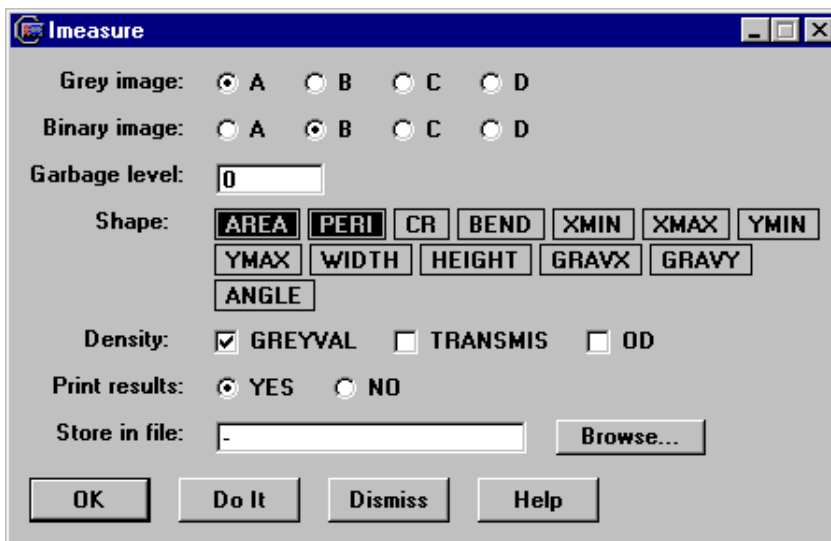 Imeasure
Grey image: A B C D
Binary image: A B C D
Garbage level: 0
Shape: AREA PERI CR BEND XMIN XMAX YMIN
YMAX WIDTH HEIGHT GRAVX GRAVY
ANGLE
Density: GREYVAL TRANSMIS OD
Print results: YES NO
Store in file: - Browse...
OK Do It Dismiss Help